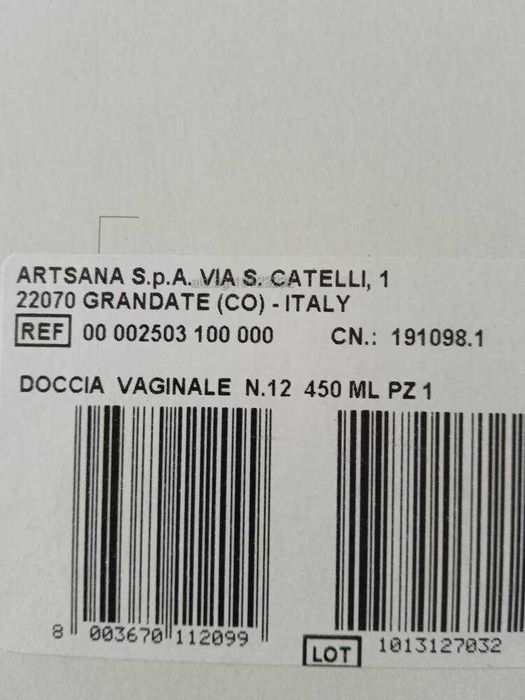 ARTSANA S.p.A. VIA S. CATELLI, 1
22070 GRANDATE (CO) - ITALY
REF 00 002503 100 000 CN.: 191098.1
DOCCIA VAGINALE N.12 450 ML PZ 1
8 003670 112099
LOT 1013127032